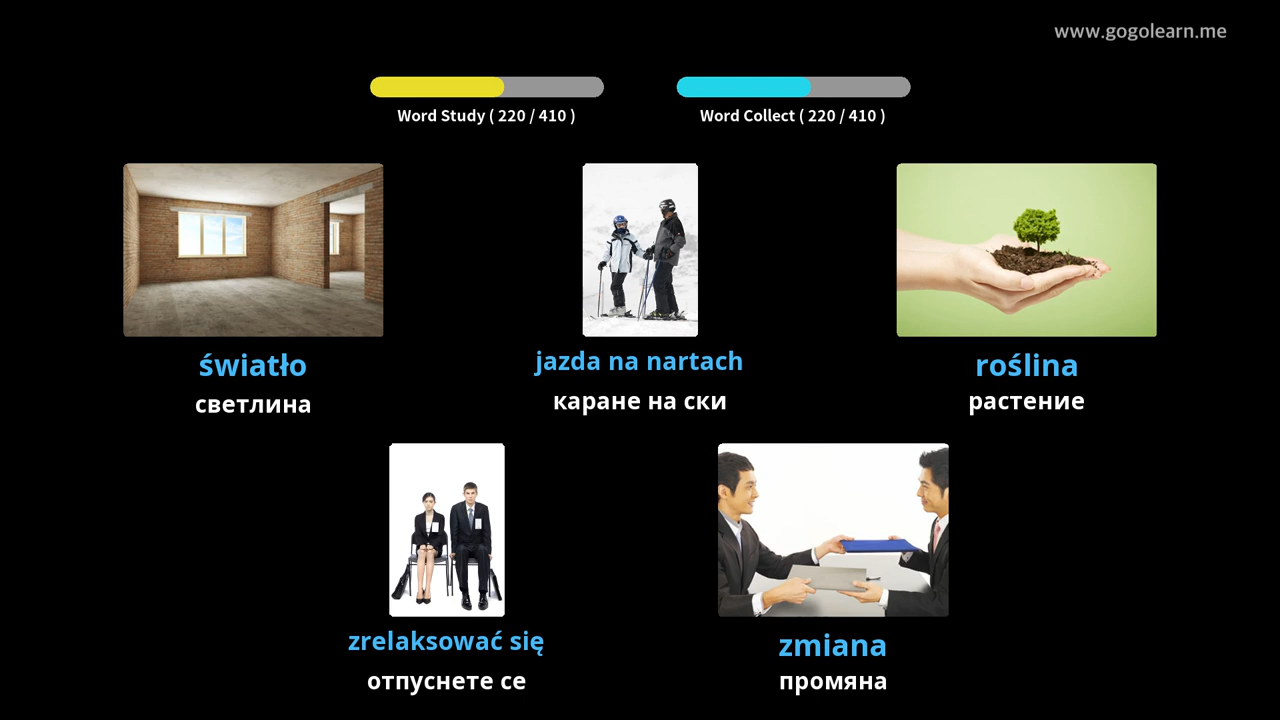 www.gogolearn.me
Word Study ( 220 / 410 )
Word Collect ( 220 / 410 )
światło
светлина
jazda na nartach
каране на ски
roślina
растение
zrelaksować się
отпуснете се
zmiana
промяна